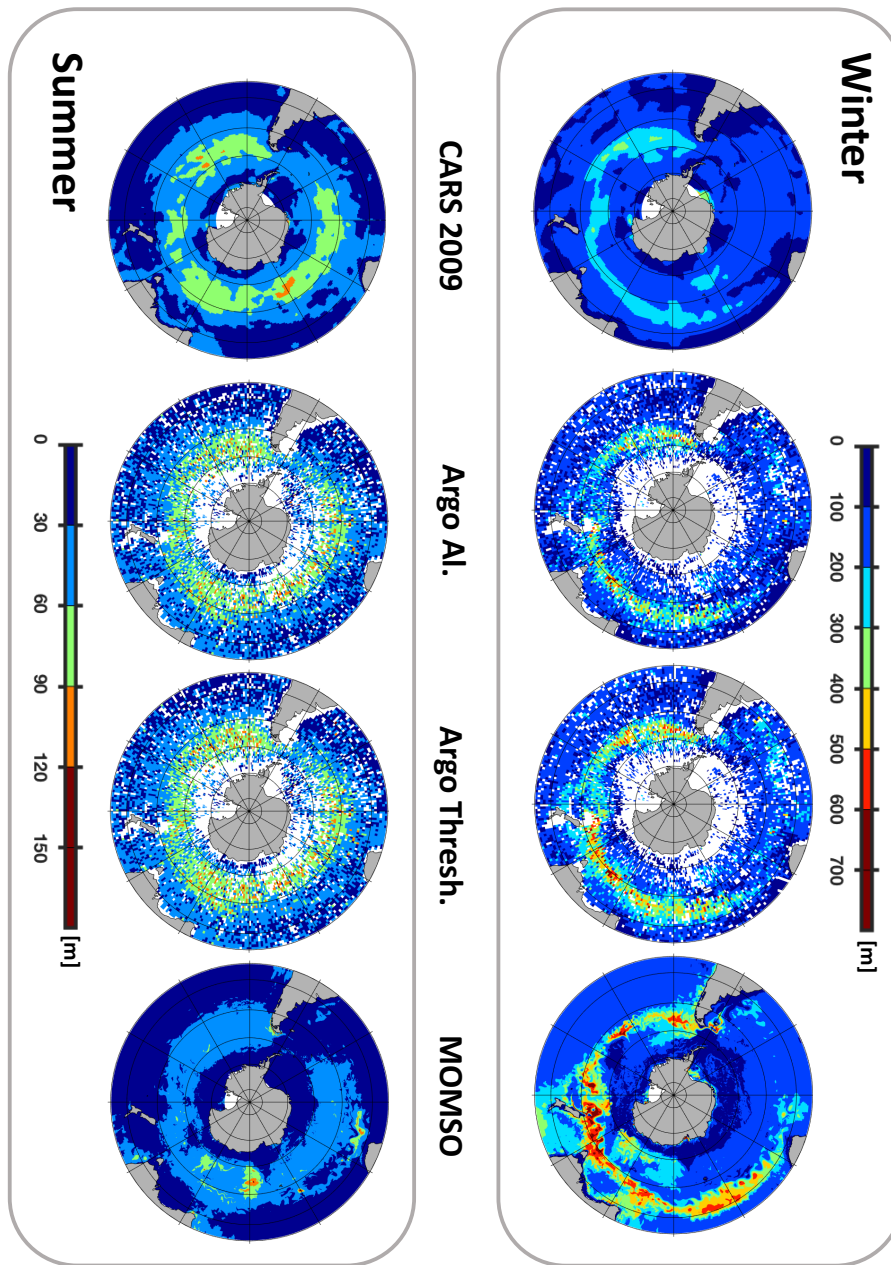 Winter
0 100 200 300 400 500 600 700 [m]
CARS 2009 Argo Al. Argo Thresh. MOMSO
Summer
0 30 60 90 120 150 [m]